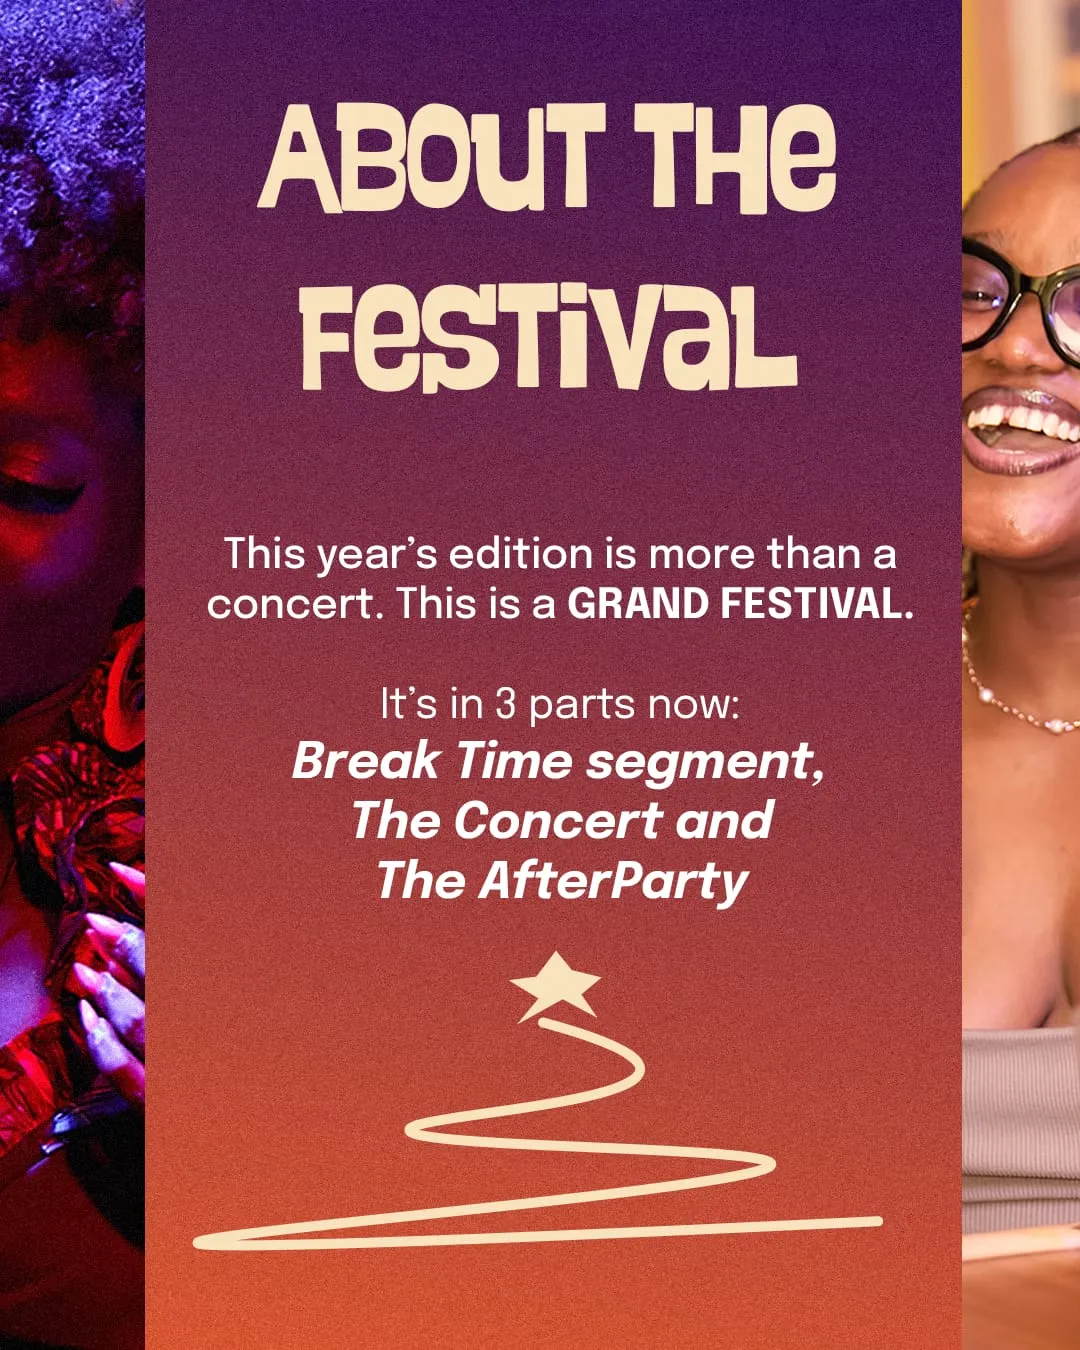 ABOUT THE
FESTIVAL
This year’s edition is more than a
concert. This is a GRAND FESTIVAL.
It’s in 3 parts now:
Break Time segment,
The Concert and
The AfterParty